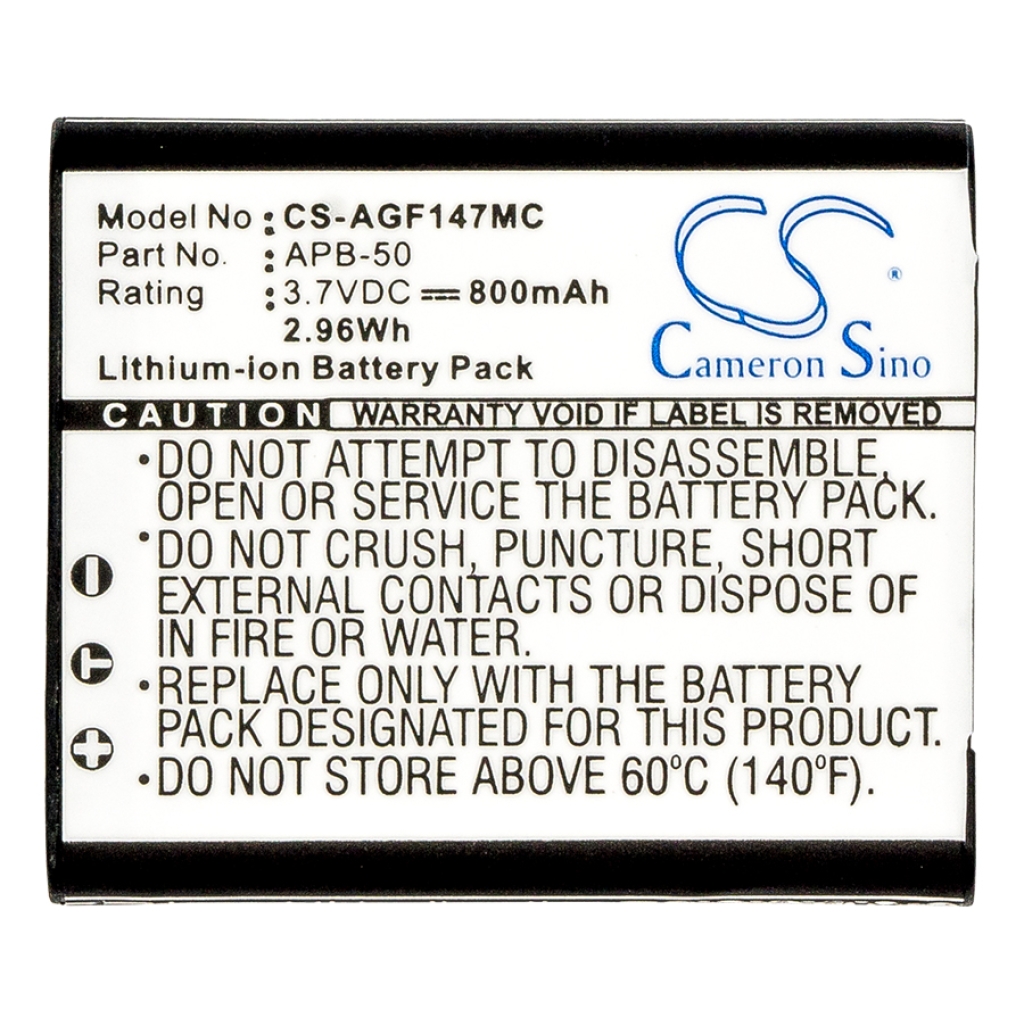 Model No : CS-AGF147MC
Part No. : APB-50
Rating : 3.7VDC ⎓ 800mAh
2.96Wh
Lithium-ion Battery Pack
CS ®
Cameron Sino
CAUTION WARRANTY VOID IF LABEL IS REMOVED
•DO NOT ATTEMPT TO DISASSEMBLE,
OPEN OR SERVICE THE BATTERY PACK.
•DO NOT CRUSH, PUNCTURE, SHORT
EXTERNAL CONTACTS OR DISPOSE OF
IN FIRE OR WATER.
•REPLACE ONLY WITH THE BATTERY
PACK DESIGNATED FOR THIS PRODUCT.
•DO NOT STORE ABOVE 60°C (140°F).
−
T
+